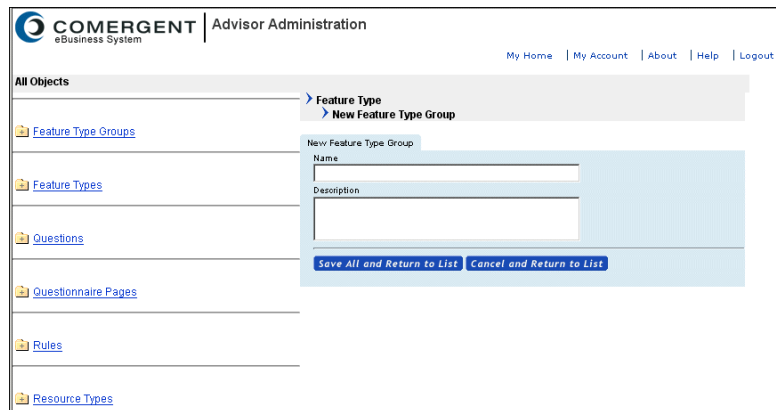 COMERGENT
eBusiness System
Advisor Administration
My Home | My Account | About | Help | Logout
All Objects
Feature Type Groups
Feature Types
Questions
Questionnaire Pages
Rules
Resource Types
Feature Type
New Feature Type Group
New Feature Type Group
Name
Description
Save All and Return to List
Cancel and Return to List